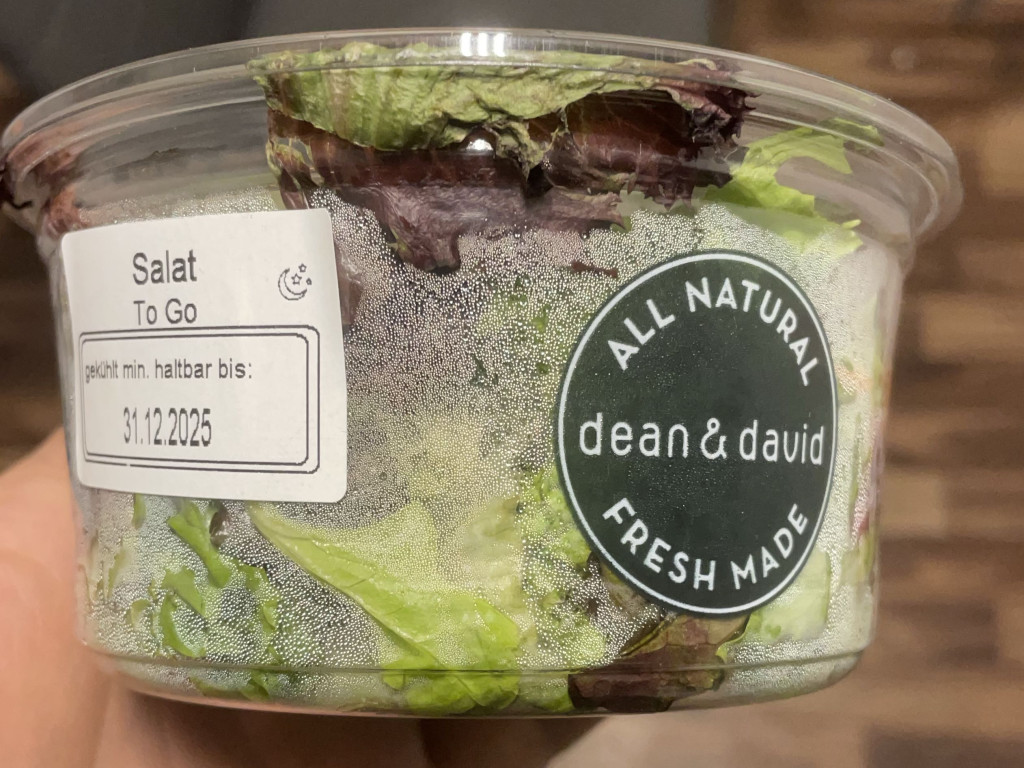 Salat
To Go
gekühlt min. haltbar bis:
31.12.2025
ALL NATURAL
dean & david
FRESH MADE